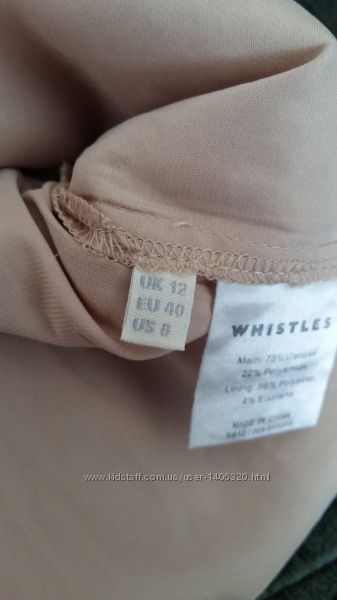 UK 12
EU 40
US 8
WHISTLES
Main: 78% Viscose
22% Polyamide
Lining: 96% Polyester
4% Elastane
MADE IN CHINA
www.kidstaff.com.ua/user-1406320.html